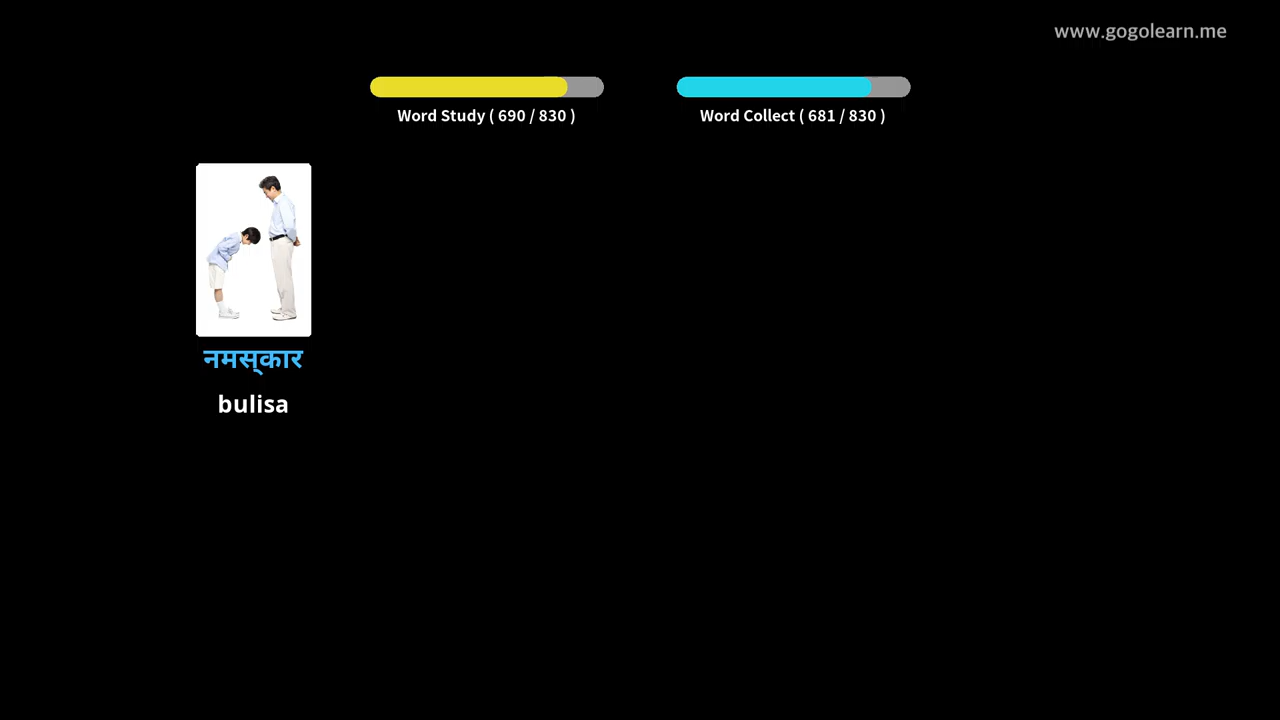 www.gogolearn.me
Word Study ( 690 / 830 )
Word Collect ( 681 / 830 )
नमस्कार
bulisa